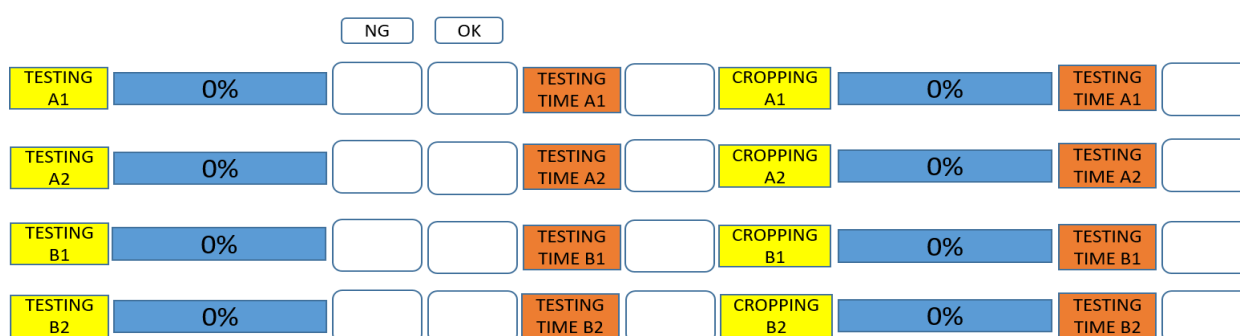 NG OK
TESTING A1 0% TESTING TIME A1 CROPPING A1 0% TESTING TIME A1
TESTING A2 0% TESTING TIME A2 CROPPING A2 0% TESTING TIME A2
TESTING B1 0% TESTING TIME B1 CROPPING B1 0% TESTING TIME B1
TESTING B2 0% TESTING TIME B2 CROPPING B2 0% TESTING TIME B2